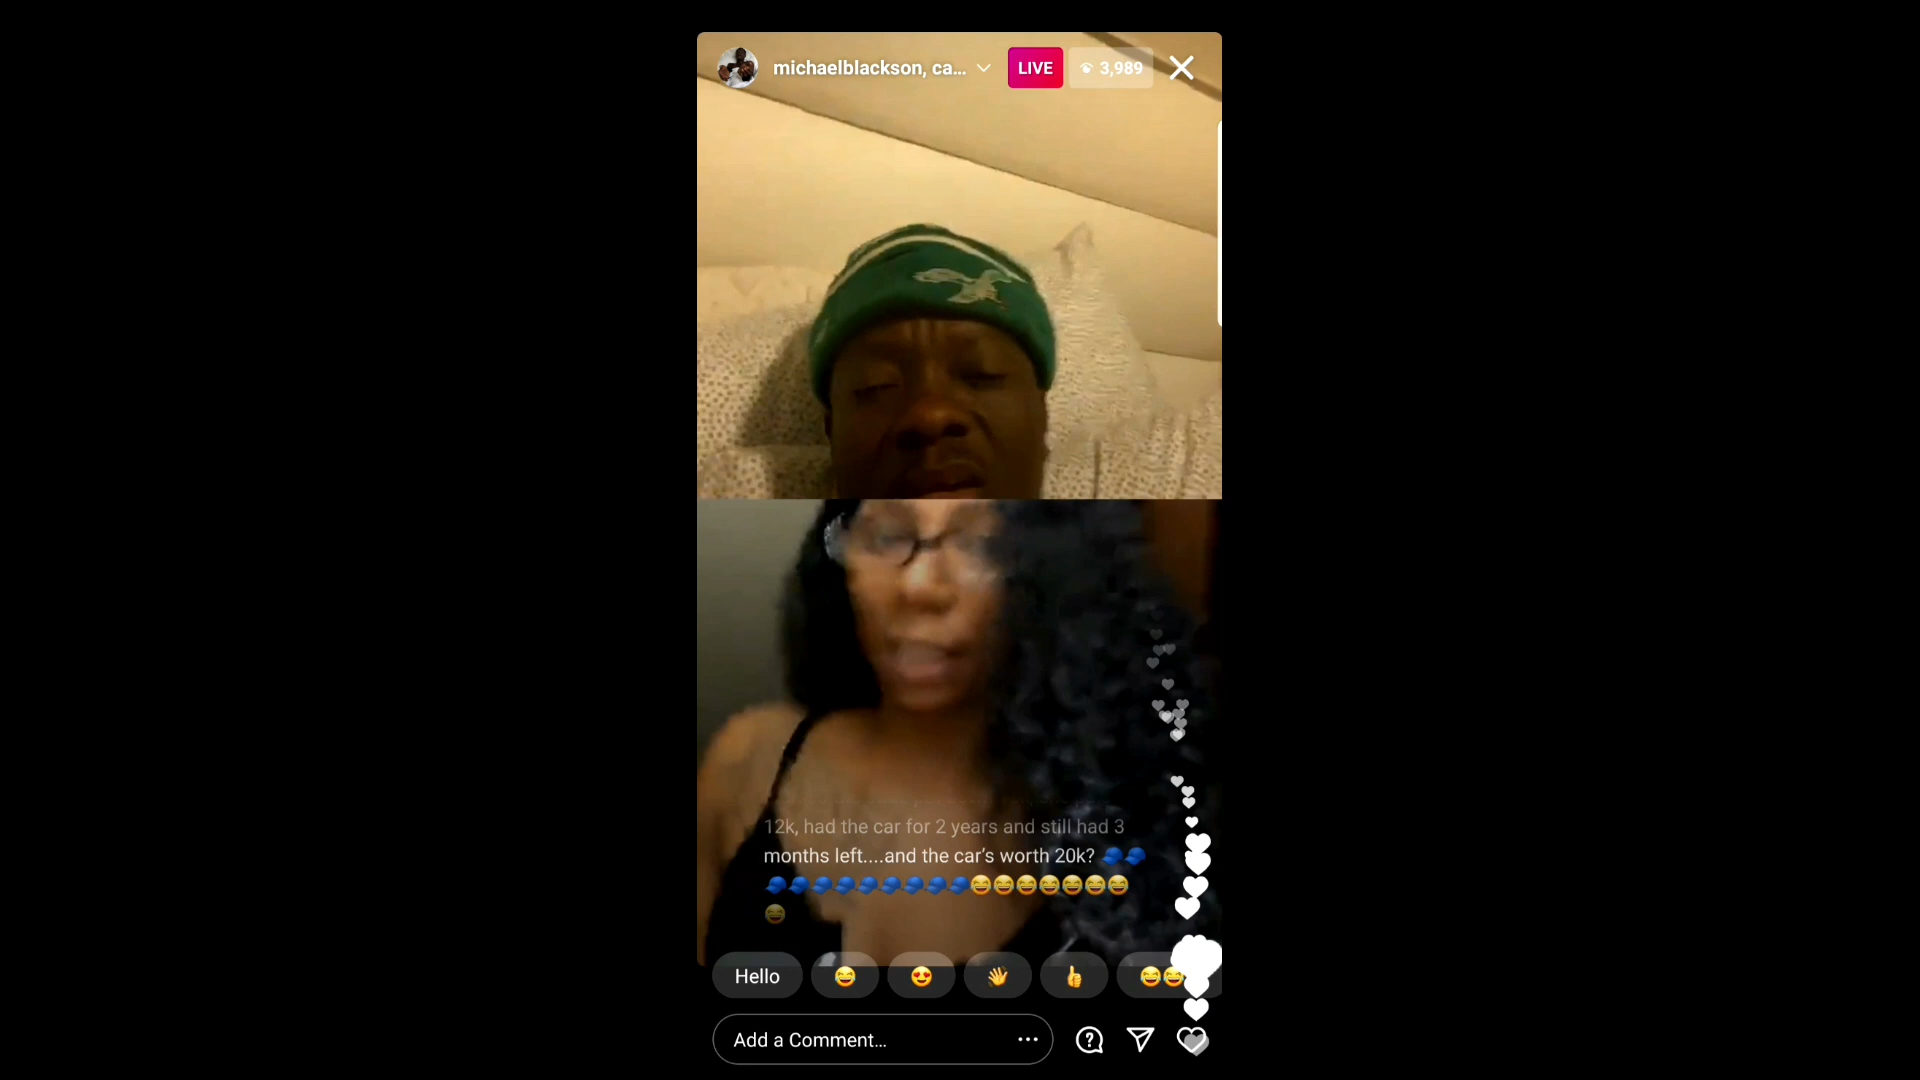 michaelblackson, ca...
LIVE
3,989
12k, had the car for 2 years and still had 3
months left....and the car's worth 20k? 🧢🧢
🧢🧢🧢🧢🧢🧢🧢🧢🧢😂😂😂😂😂😂😂
😂
Hello
Add a Comment...